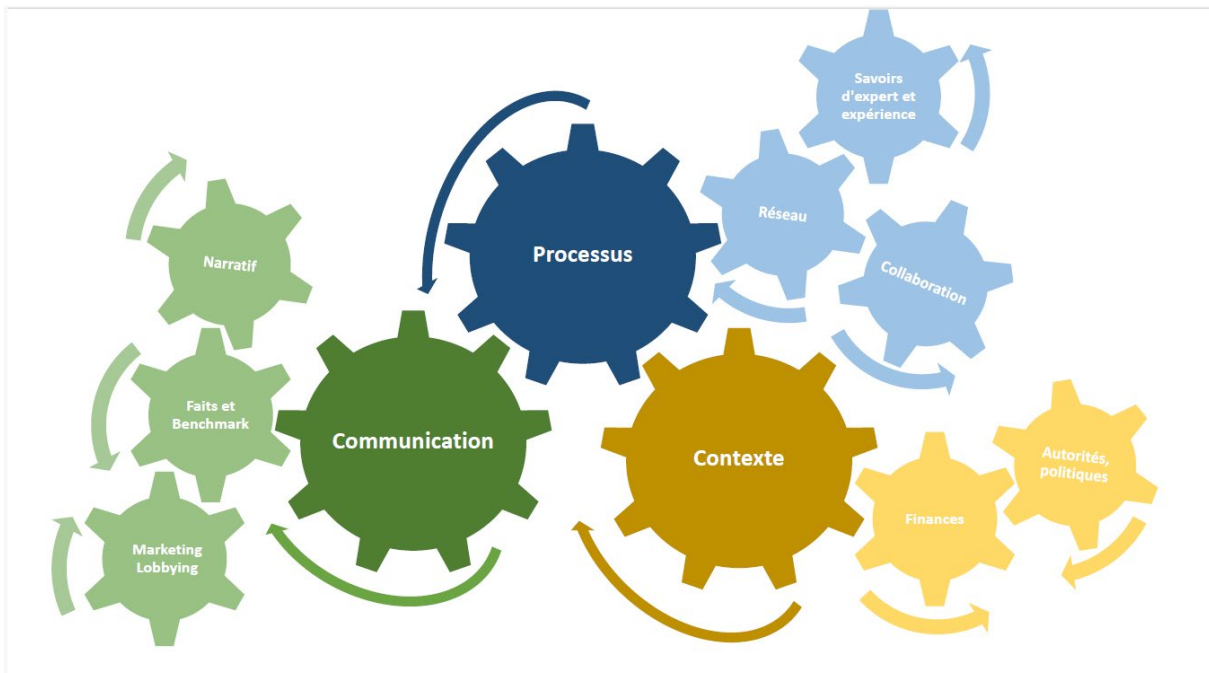 Savoirs
d'expert et
expérience
Réseau
Processus
Collaboration
Narratif
Faits et
Benchmark
Communication
Contexte
Autorités,
politiques
Finances
Marketing
Lobbying